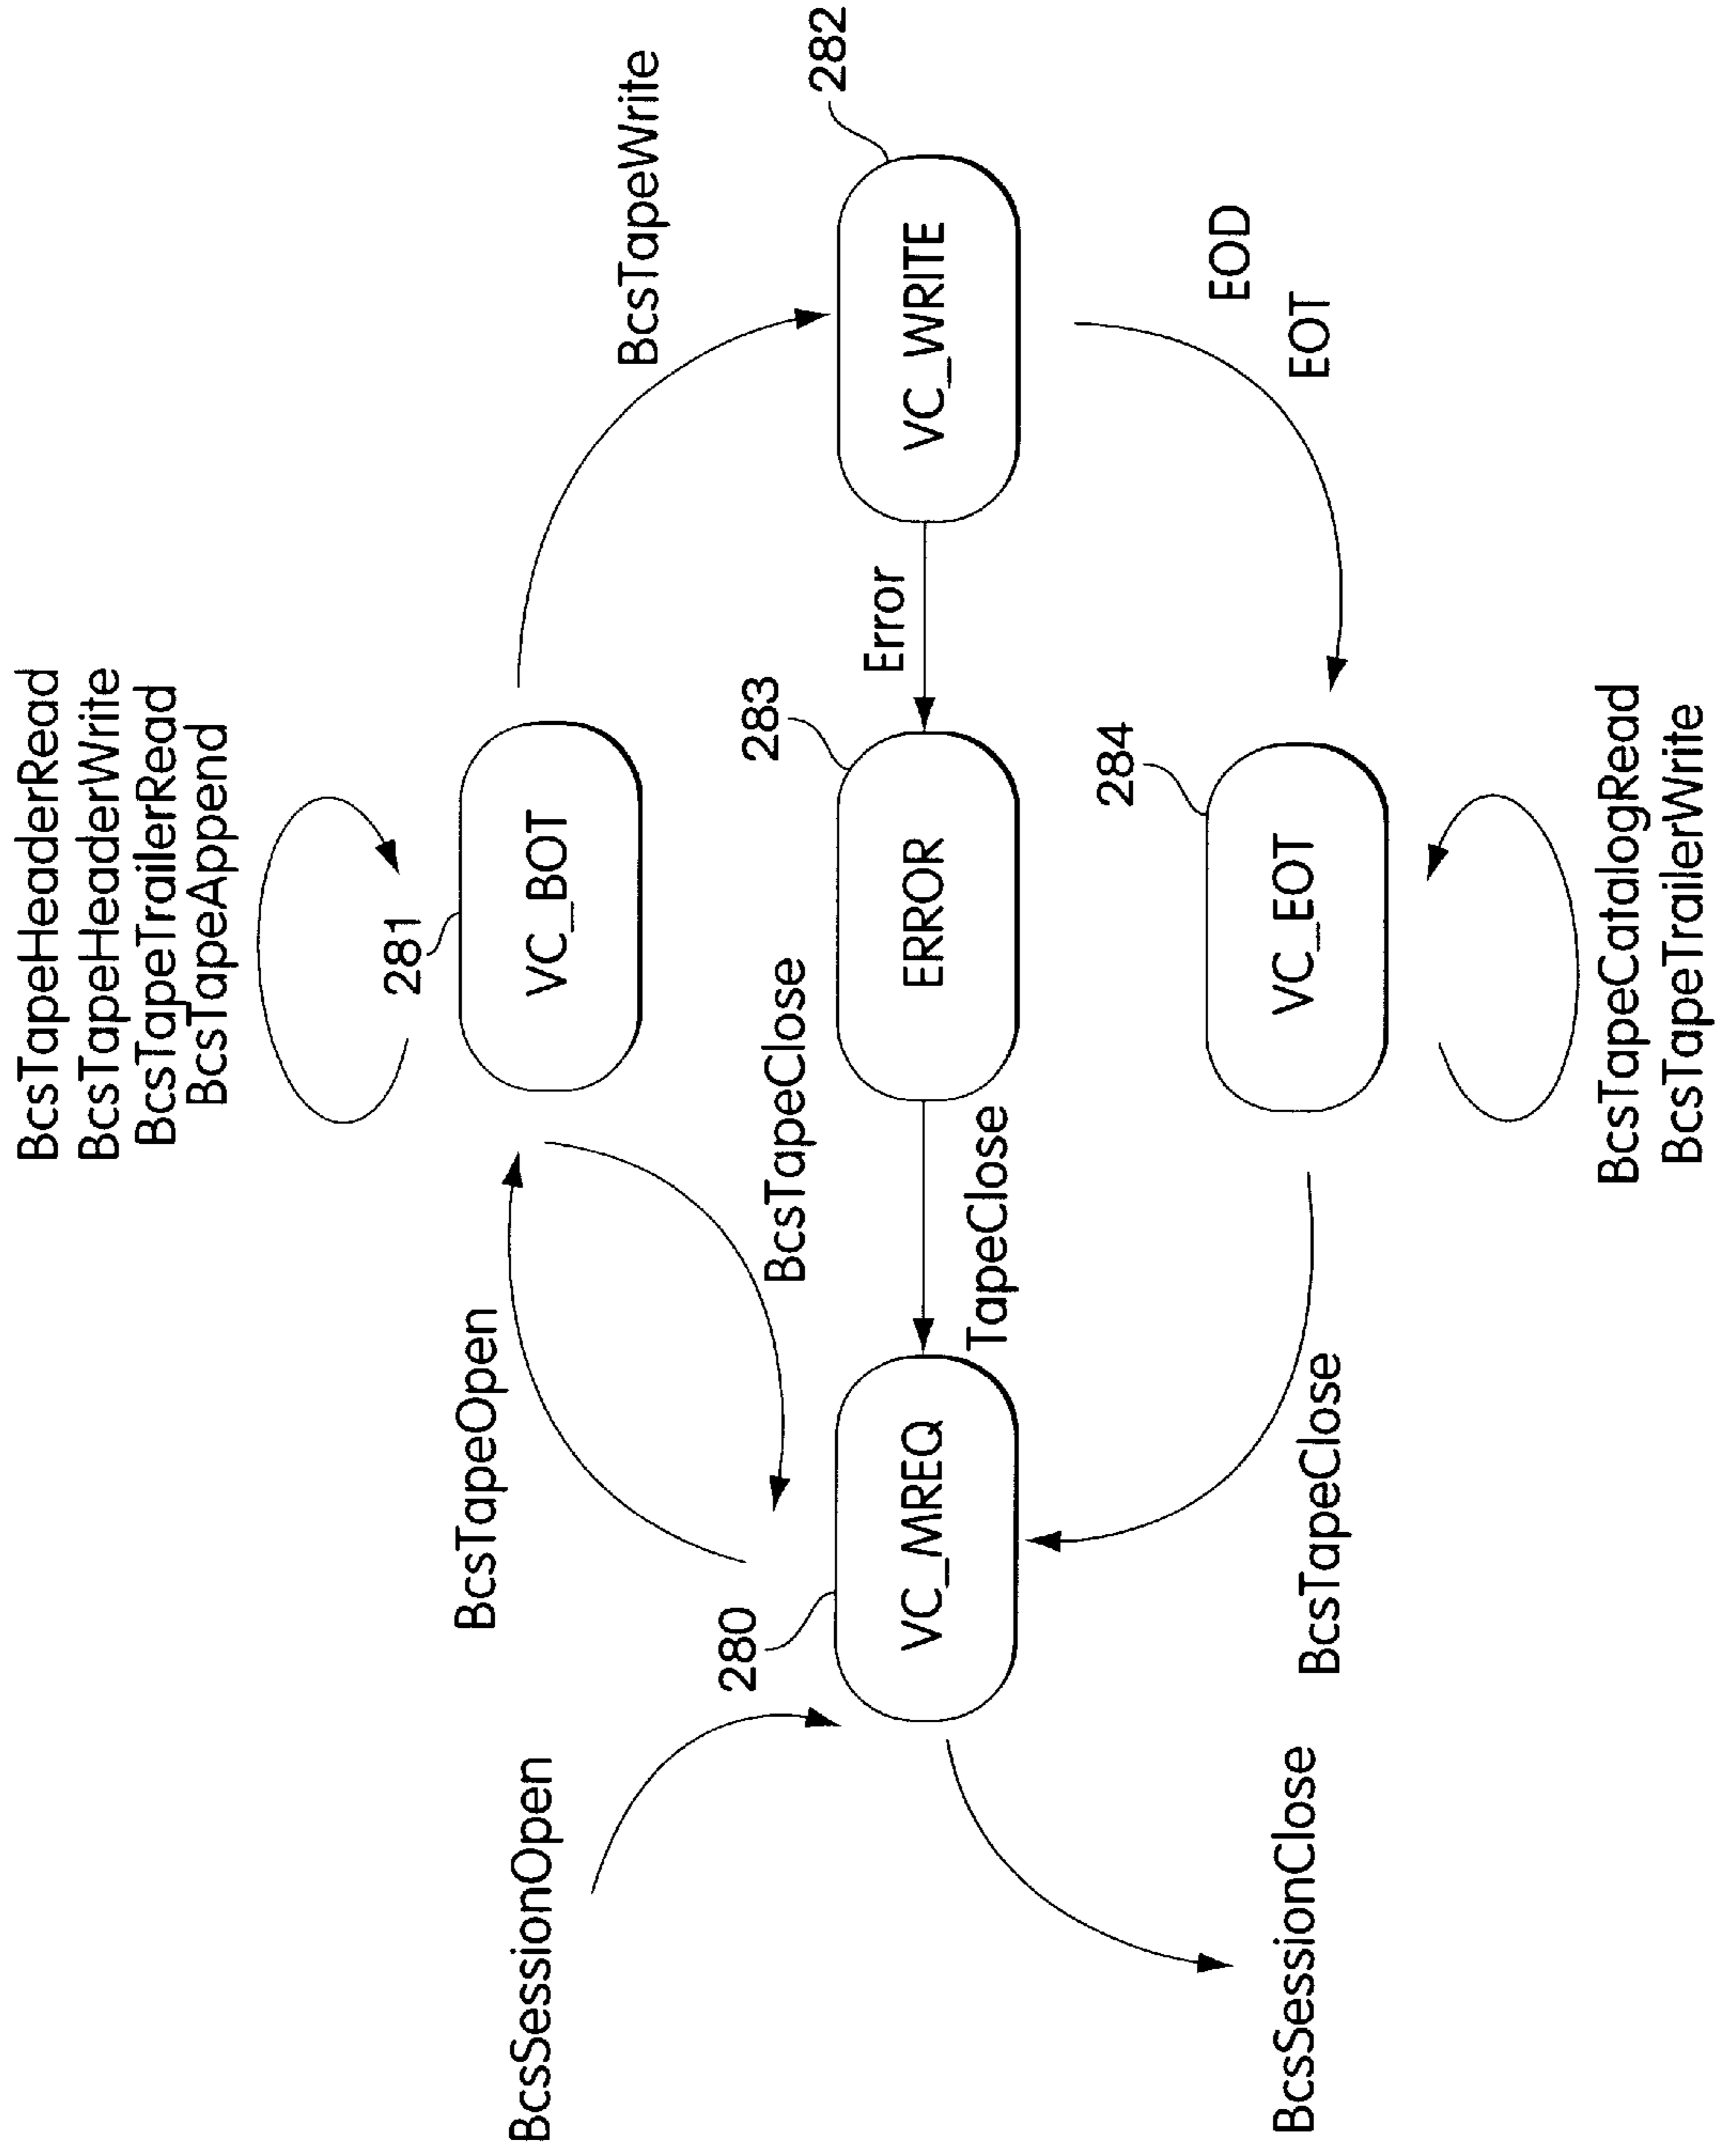 BcsTapeHeaderRead
BcsTapeHeaderWrite
BcsTapeTrailerRead
BcsTapeAppend
281
VC_BOT
BcsTapeOpen
BcsTapeClose
BcsTapeWrite
BcsSessionOpen
280
VC_MREQ
TapeClose
283
ERROR
Error
282
VC_WRITE
EOD
EOT
284
VC_EOT
BcsTapeClose
BcsSessionClose
BcsTapeCatalogRead
BcsTapeTrailerWrite